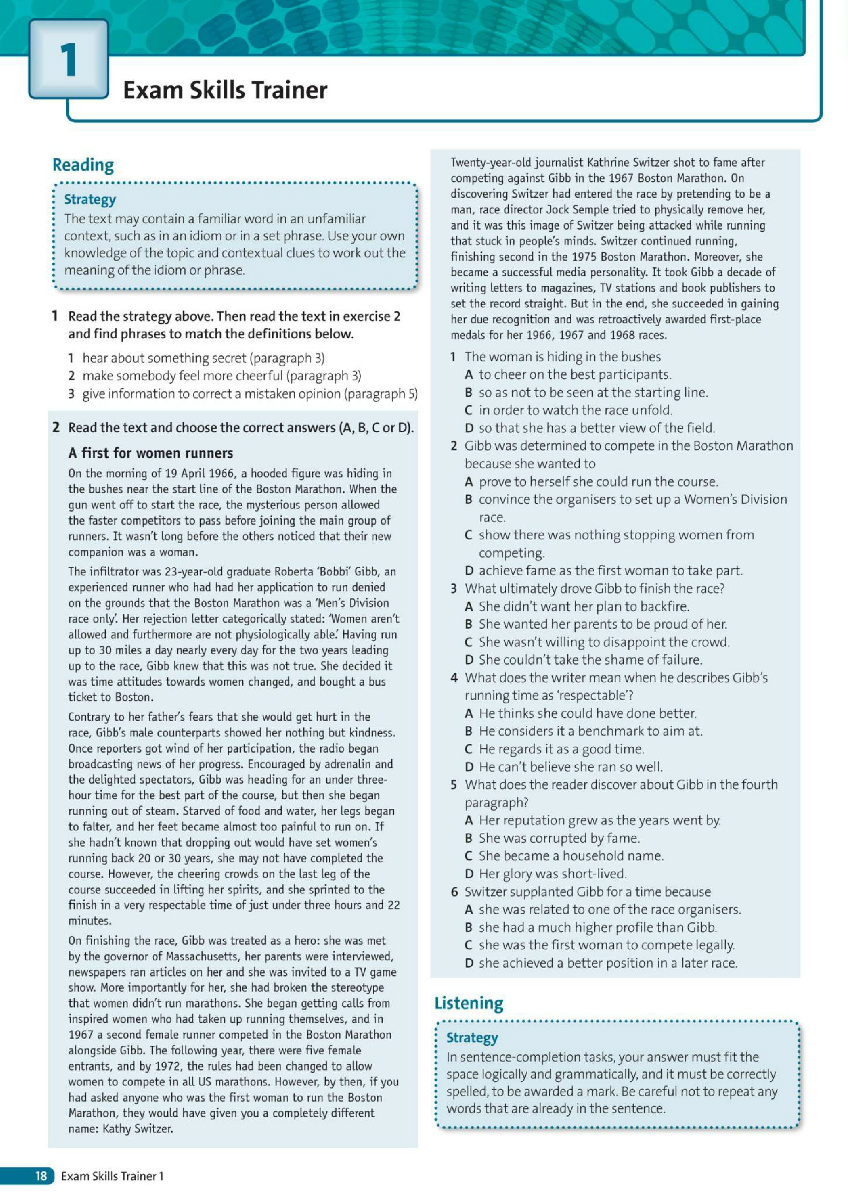 1
Exam Skills Trainer
Reading
Strategy
The text may contain a familiar word in an unfamiliar
context, such as in an idiom or in a set phrase. Use your own
knowledge of the topic and contextual clues to work out the
meaning of the idiom or phrase.
1 Read the strategy above. Then read the text in exercise 2
and find phrases to match the definitions below.
1 hear about something secret (paragraph 3)
2 make somebody feel more cheerful (paragraph 3)
3 give information to correct a mistaken opinion (paragraph 5)
2 Read the text and choose the correct answers (A, B, C or D).
A first for women runners
On the morning of 19 April 1966, a hooded figure was hiding in
the bushes near the start line of the Boston Marathon. When the
gun went off to start the race, the mysterious person allowed
the faster competitors to pass before joining the main group of
runners. It wasn't long before the others noticed that their new
companion was a woman.
The infiltrator was 23-year-old graduate Roberta 'Bobbi' Gibb, an
experienced runner who had had her application to run denied
on the grounds that the Boston Marathon was a 'Men's Division
race only'. Her rejection letter categorically stated: 'Women aren't
allowed and furthermore are not physiologically able.' Having run
up to 30 miles a day nearly every day for the two years leading
up to the race, Gibb knew that this was not true. She decided it
was time attitudes towards women changed, and bought a bus
ticket to Boston.
Contrary to her father's fears that she would get hurt in the
race, Gibb's male counterparts showed her nothing but kindness.
Once reporters got wind of her participation, the radio began
broadcasting news of her progress. Encouraged by adrenalin and
the delighted spectators, Gibb was heading for an under three-
hour time for the best part of the course, but then she began
running out of steam. Starved of food and water, her legs began
to falter, and her feet became almost too painful to run on. If
she hadn't known that dropping out would have set women's
running back 20 or 30 years, she may not have completed the
course. However, the cheering crowds on the last leg of the
course succeeded in lifting her spirits, and she sprinted to the
finish in a very respectable time of just under three hours and 22
minutes.
On finishing the race, Gibb was treated as a hero: she was met
by the governor of Massachusetts, her parents were interviewed,
newspapers ran articles on her and she was invited to a TV game
show. More importantly for her, she had broken the stereotype
that women didn't run marathons. She began getting calls from
inspired women who had taken up running themselves, and in
1967 a second female runner competed in the Boston Marathon
alongside Gibb. The following year, there were five female
entrants, and by 1972, the rules had been changed to allow
women to compete in all US marathons. However, by then, if you
had asked anyone who was the first woman to run the Boston
Marathon, they would have given you a completely different
name: Kathy Switzer.
Twenty-year-old journalist Kathrine Switzer shot to fame after
competing against Gibb in the 1967 Boston Marathon. On
discovering Switzer had entered the race by pretending to be a
man, race director Jock Semple tried to physically remove her,
and it was this image of Switzer being attacked while running
that stuck in people's minds. Switzer continued running,
finishing second in the 1975 Boston Marathon. Moreover, she
became a successful media personality. It took Gibb a decade of
writing letters to magazines, TV stations and book publishers to
set the record straight. But in the end, she succeeded in gaining
her due recognition and was retroactively awarded first-place
medals for her 1966, 1967 and 1968 races.
1 The woman is hiding in the bushes
A to cheer on the best participants.
B so as not to be seen at the starting line.
C in order to watch the race unfold.
D so that she has a better view of the field.
2 Gibb was determined to compete in the Boston Marathon
because she wanted to
A prove to herself she could run the course.
B convince the organisers to set up a Women's Division
race.
C show there was nothing stopping women from
competing.
D achieve fame as the first woman to take part.
3 What ultimately drove Gibb to finish the race?
A She didn't want her plan to backfire.
B She wanted her parents to be proud of her.
C She wasn't willing to disappoint the crowd.
D She couldn't take the shame of failure.
4 What does the writer mean when he describes Gibb's
running time as 'respectable'?
A He thinks she could have done better.
B He considers it a benchmark to aim at.
C He regards it as a good time.
D He can't believe she ran so well.
5 What does the reader discover about Gibb in the fourth
paragraph?
A Her reputation grew as the years went by.
B She was corrupted by fame.
C She became a household name.
D Her glory was short-lived.
6 Switzer supplanted Gibb for a time because
A she was related to one of the race organisers.
B she had a much higher profile than Gibb.
C she was the first woman to compete legally.
D she achieved a better position in a later race.
Listening
Strategy
In sentence-completion tasks, your answer must fit the
space logically and grammatically, and it must be correctly
spelled, to be awarded a mark. Be careful not to repeat any
words that are already in the sentence.
18 Exam Skills Trainer 1